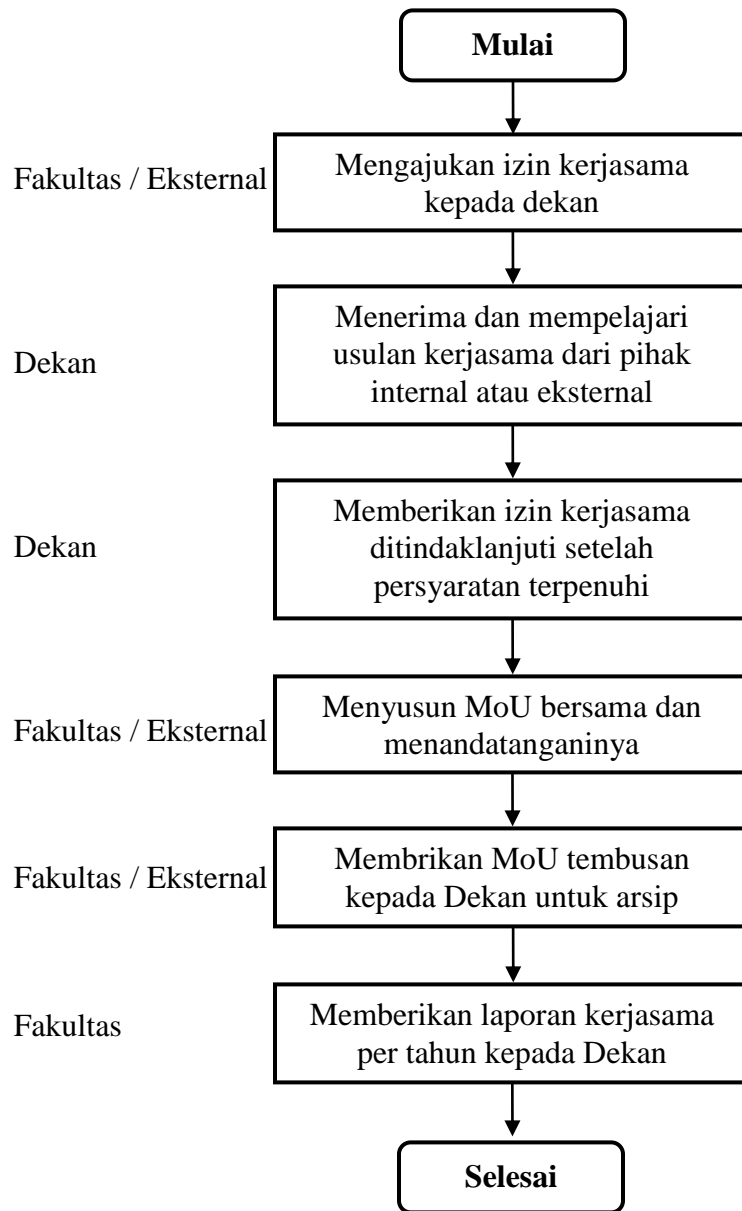 Mulai
Fakultas / Eksternal
Mengajukan izin kerjasama
kepada dekan
Dekan
Menerima dan mempelajari
usulan kerjasama dari pihak
internal atau eksternal
Dekan
Memberikan izin kerjasama
ditindaklanjuti setelah
persyaratan terpenuhi
Fakultas / Eksternal
Menyusun MoU bersama dan
menandatanganinya
Fakultas / Eksternal
Membrikan MoU tembusan
kepada Dekan untuk arsip
Fakultas
Memberikan laporan kerjasama
per tahun kepada Dekan
Selesai